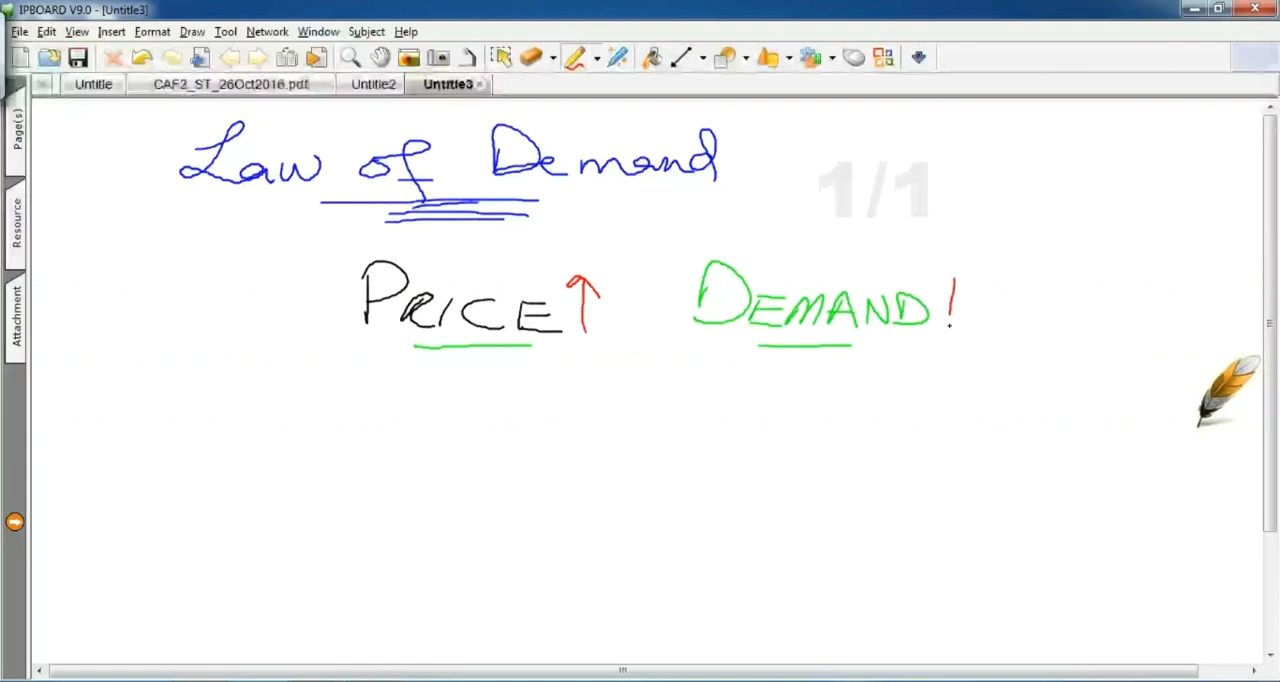 IPBOARD V9.0 - [Untitle3]
File Edit View Insert Format Draw Tool Network Window Subject Help
Untitle CAF2_ST_26Oct2016.pdf Untitle2 Untitle3
Page(s)
Resource
Attachment
Law of Demand
1/1
PRICE↑ DEMAND